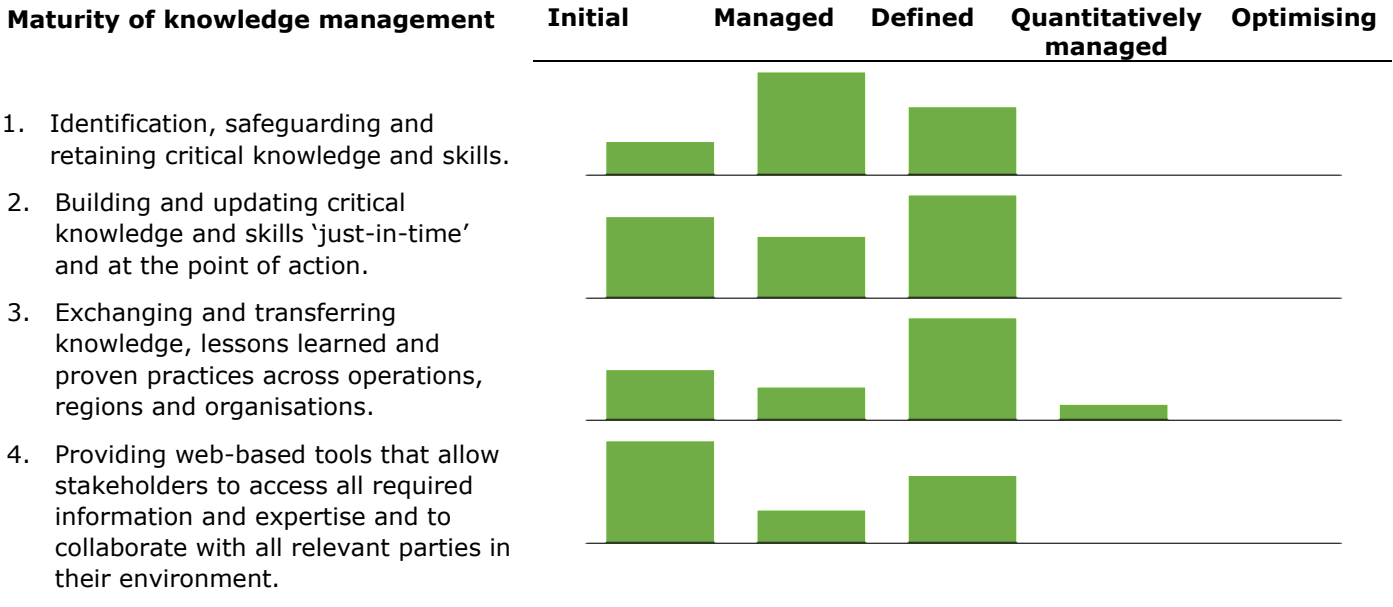 Maturity of knowledge management Initial Managed Defined Quantitatively managed Optimising
1. Identification, safeguarding and
retaining critical knowledge and skills.
2. Building and updating critical
knowledge and skills ‘just-in-time’
and at the point of action.
3. Exchanging and transferring
knowledge, lessons learned and
proven practices across operations,
regions and organisations.
4. Providing web-based tools that allow
stakeholders to access all required
information and expertise and to
collaborate with all relevant parties in
their environment.